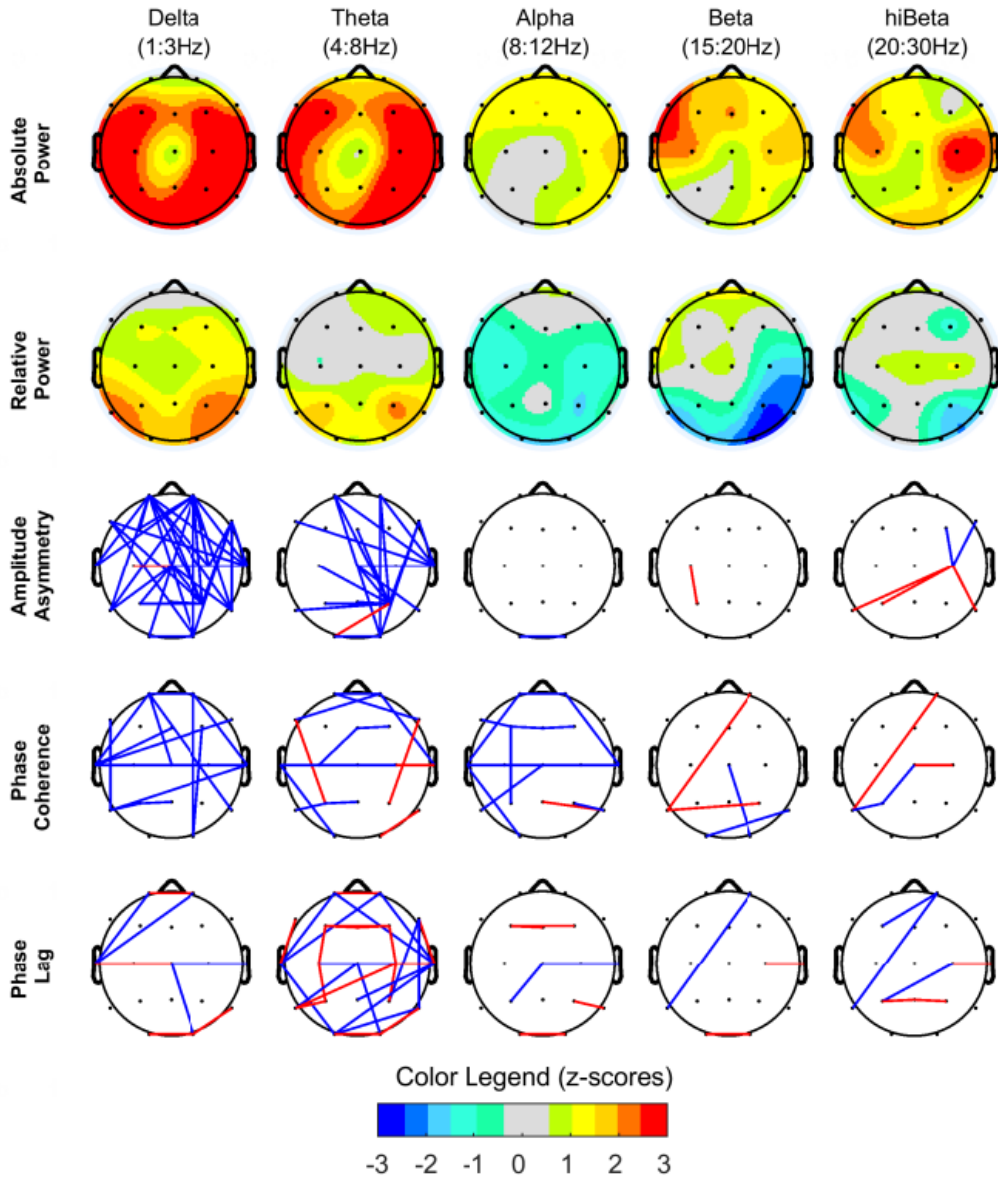 Delta
(1:3Hz)
Theta
(4:8Hz)
Alpha
(8:12Hz)
Beta
(15:20Hz)
hiBeta
(20:30Hz)
Absolute
Power
Relative
Power
Amplitude
Asymmetry
Phase
Coherence
Phase
Lag
Color Legend (z-scores)
-3 -2 -1 0 1 2 3